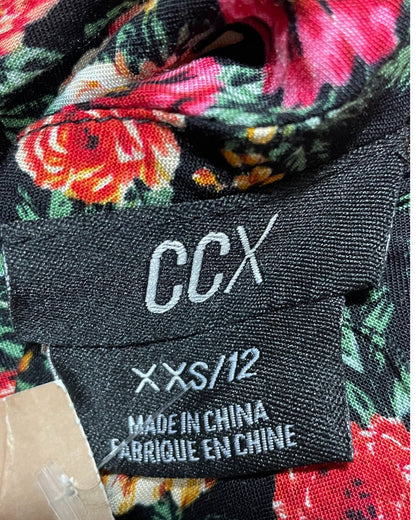 CCX
XXS/12
MADE IN CHINA
FABRIQUE EN CHINE